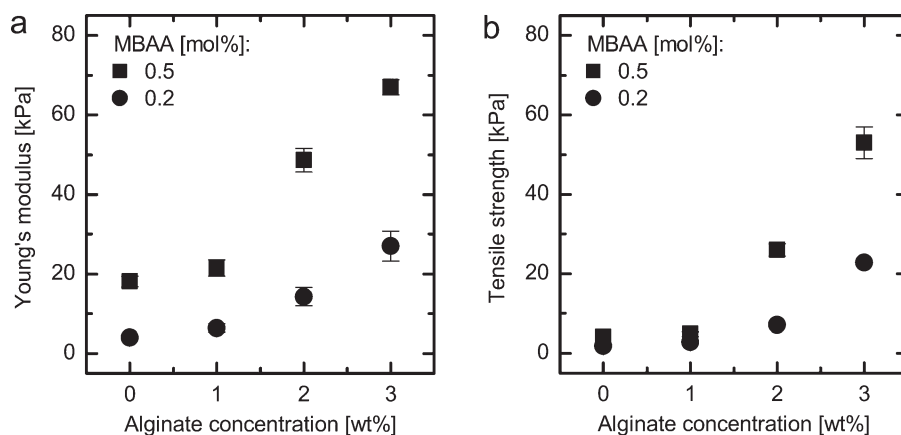 a
80
60
40
20
0
Young's modulus [kPa]
MBAA [mol%]:
0.5
0.2
0 1 2 3
Alginate concentration [wt%]
b
80
60
40
20
0
Tensile strength [kPa]
MBAA [mol%]:
0.5
0.2
0 1 2 3
Alginate concentration [wt%]